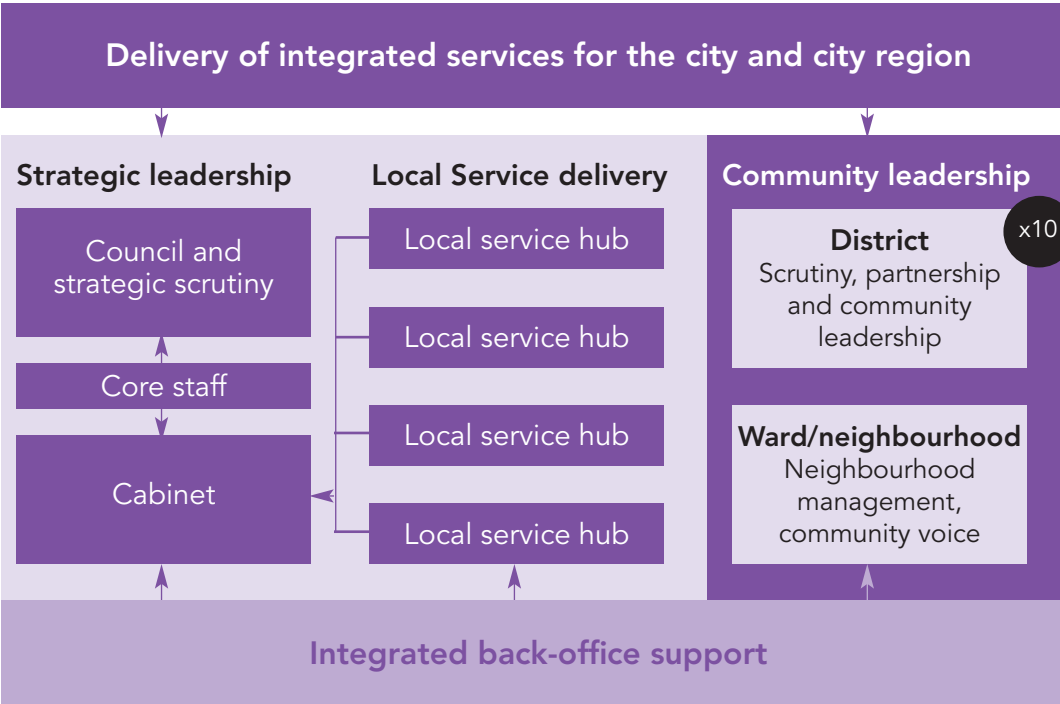 Delivery of integrated services for the city and city region
Strategic leadership
Council and
strategic scrutiny
Core staff
Cabinet
Local Service delivery
Local service hub
Local service hub
Local service hub
Local service hub
Community leadership
x10
District
Scrutiny, partnership
and community
leadership
Ward/neighbourhood
Neighbourhood
management,
community voice
Integrated back-office support